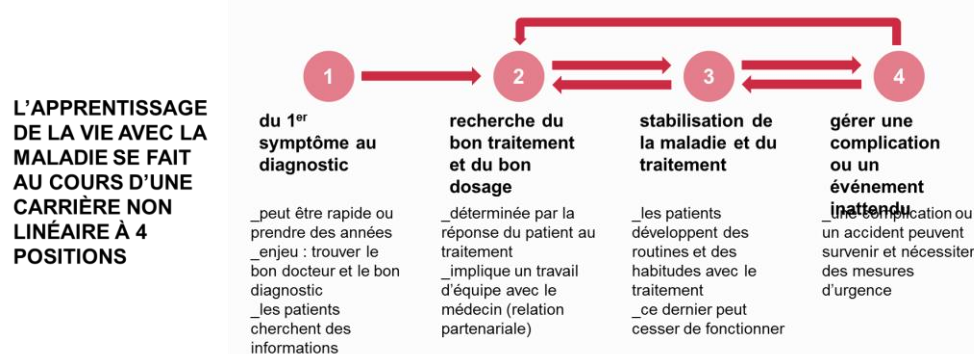 L'APPRENTISSAGE
DE LA VIE AVEC LA
MALADIE SE FAIT
AU COURS D'UNE
CARRIÈRE NON
LINÉAIRE À 4
POSITIONS
1
du 1er
symptôme au
diagnostic
_peut être rapide ou
prendre des années
_enjeu : trouver le
bon docteur et le bon
diagnostic
_les patients
cherchent des
informations
2
recherche du
bon traitement
et du bon
dosage
_déterminée par la
réponse du patient au
traitement
_implique un travail
d'équipe avec le
médecin (relation
partenariale)
3
stabilisation de
la maladie et du
traitement
_les patients
développent des
routines et des
habitudes avec le
traitement
_ce dernier peut
cesser de fonctionner
4
gérer une
complication
ou un
événement
inattendu
_une complication ou
un accident peuvent
survenir et nécessiter
des mesures
d'urgence